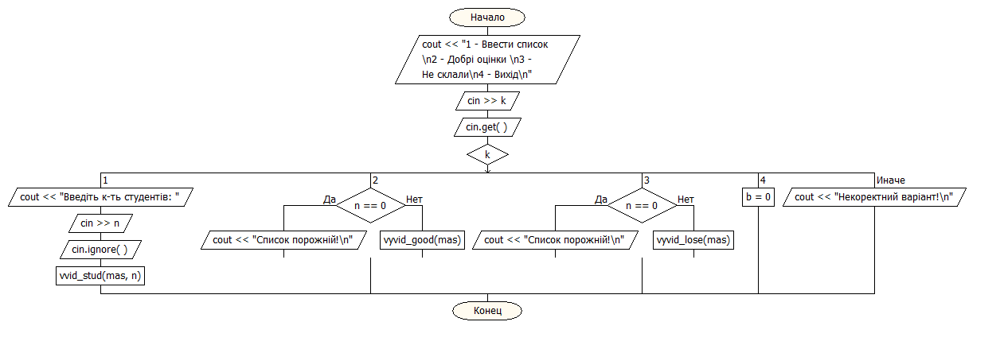 Начало
cout << "1 - Ввести список
\n2 - Добрі оцінки \n3 -
Не склали\n4 - Вихід\n"
cin >> k
cin.get( )
k
1
2
3
4
Иначе
cout << "Введіть к-ть студентів: "
Да
n == 0
Нет
Да
n == 0
Нет
b = 0
cout << "Некоректний варіант!\n"
cin >> n
cout << "Список порожній!\n"
vyvid_good(mas)
cout << "Список порожній!\n"
vyvid_lose(mas)
cin.ignore( )
vvid_stud(mas, n)
Конец